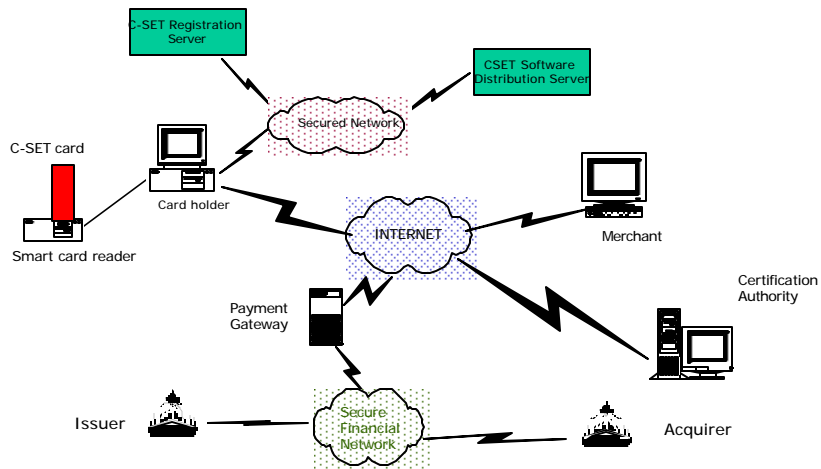 C-SET Registration
Server
CSET Software
Distribution Server
Secured Network
C-SET card
Card holder
Smart card reader
INTERNET
Merchant
Certification
Authority
Payment
Gateway
Issuer
Secure
Financial
Network
Acquirer